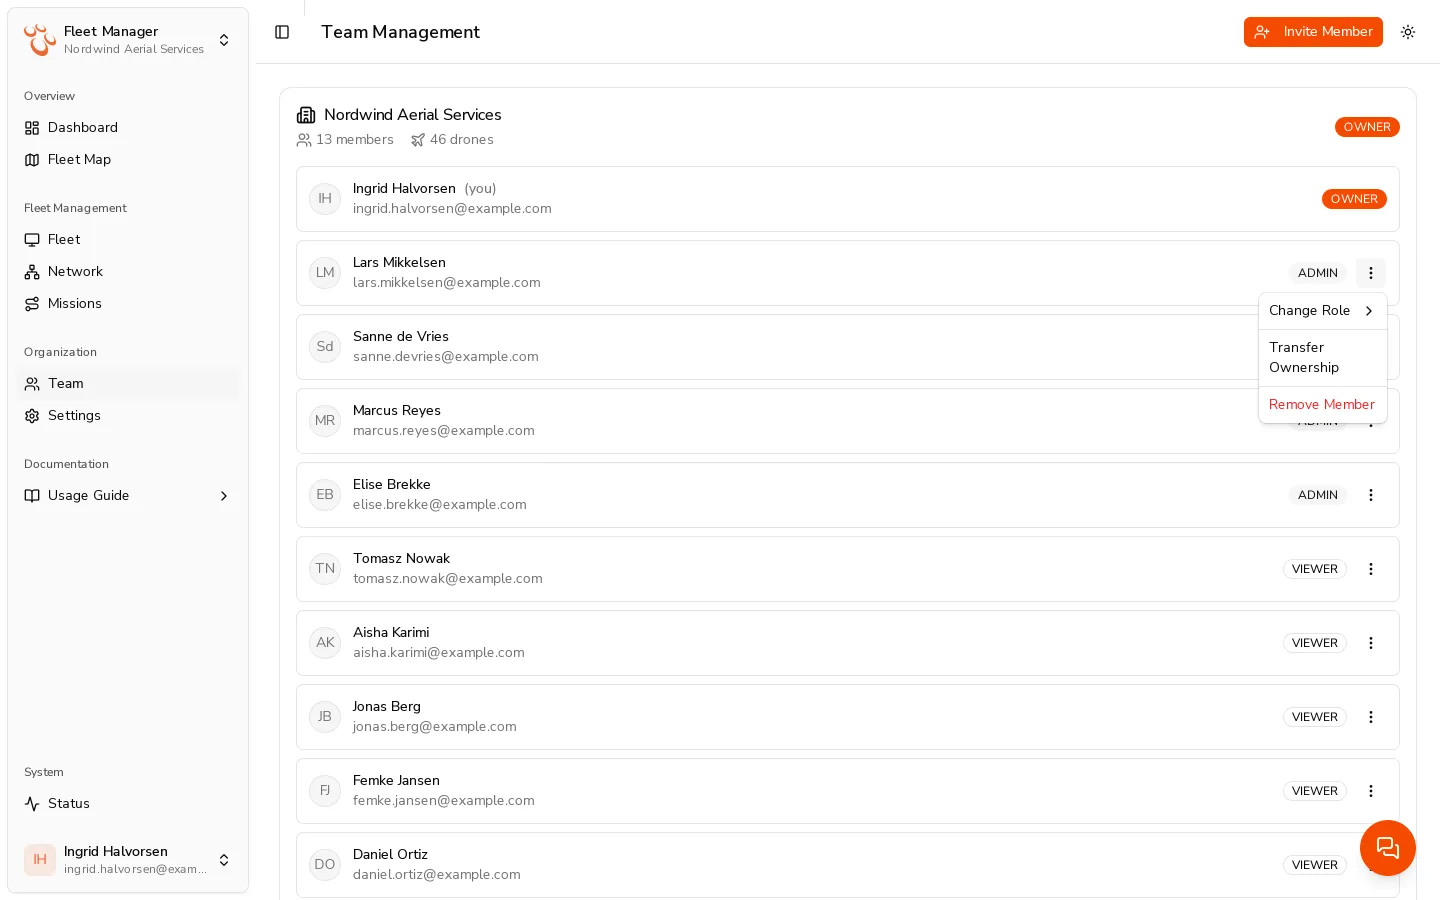 Fleet Manager
Nordwind Aerial Services
Overview
Dashboard
Fleet Map
Fleet Management
Fleet
Network
Missions
Organization
Team
Settings
Documentation
Usage Guide
System
Status
IH
Ingrid Halvorsen
ingrid.halvorsen@exam...
Team Management
Invite Member
Nordwind Aerial Services
13 members 46 drones
OWNER
IH
Ingrid Halvorsen (you)
ingrid.halvorsen@example.com
OWNER
LM
Lars Mikkelsen
lars.mikkelsen@example.com
ADMIN
Change Role
Transfer
Ownership
Remove Member
Sd
Sanne de Vries
sanne.devries@example.com
MR
Marcus Reyes
marcus.reyes@example.com
ADMIN
EB
Elise Brekke
elise.brekke@example.com
ADMIN
TN
Tomasz Nowak
tomasz.nowak@example.com
VIEWER
AK
Aisha Karimi
aisha.karimi@example.com
VIEWER
JB
Jonas Berg
jonas.berg@example.com
VIEWER
FJ
Femke Jansen
femke.jansen@example.com
VIEWER
DO
Daniel Ortiz
daniel.ortiz@example.com
VIEWER